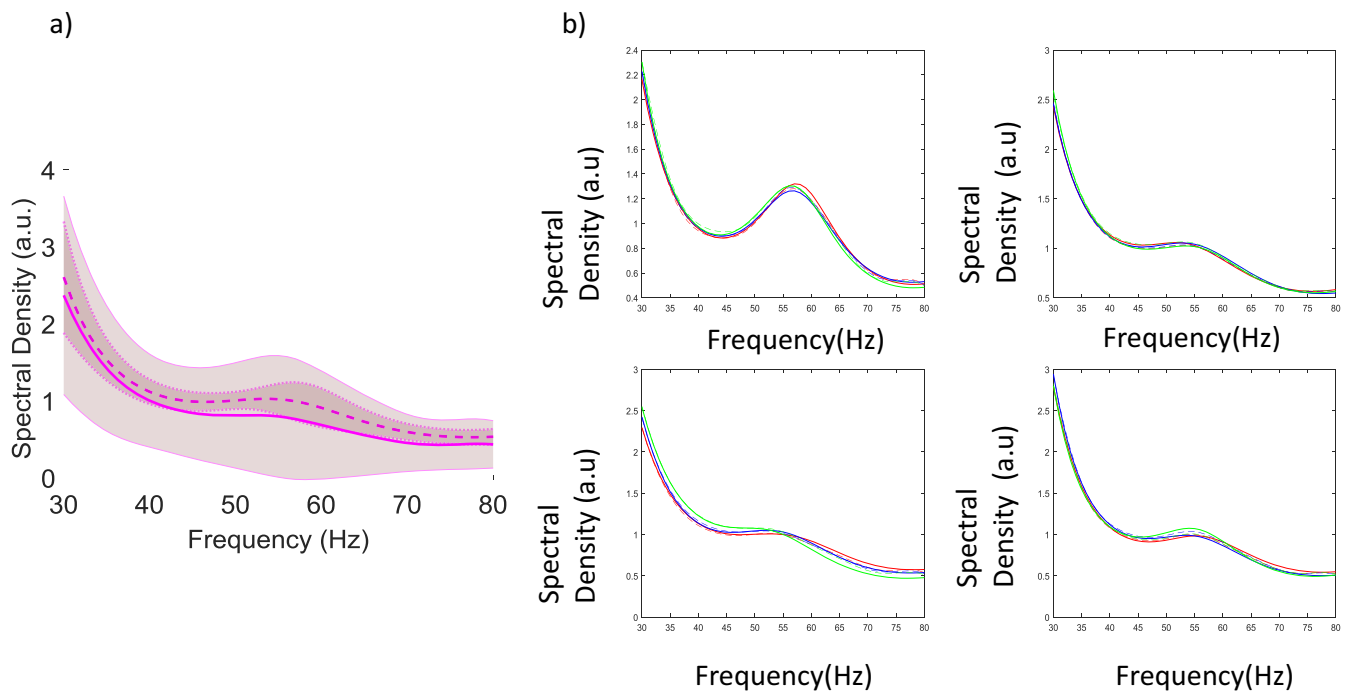 a)
Spectral Density (a.u.)
4
3
2
1
0
30 40 50 60 70 80
Frequency (Hz)
b)
Spectral
Density (a.u)
2.4
2.2
2
1.8
1.6
1.4
1.2
1
0.8
0.6
0.4
30 35 40 45 50 55 60 65 70 75 80
Frequency(Hz)
Spectral
Density (a.u)
3
2.5
2
1.5
1
0.5
30 35 40 45 50 55 60 65 70 75 80
Frequency(Hz)
Spectral
Density (a.u)
3
2.5
2
1.5
1
0.5
0
30 35 40 45 50 55 60 65 70 75 80
Frequency(Hz)
Spectral
Density (a.u)
3
2.5
2
1.5
1
0.5
0
30 35 40 45 50 55 60 65 70 75 80
Frequency(Hz)